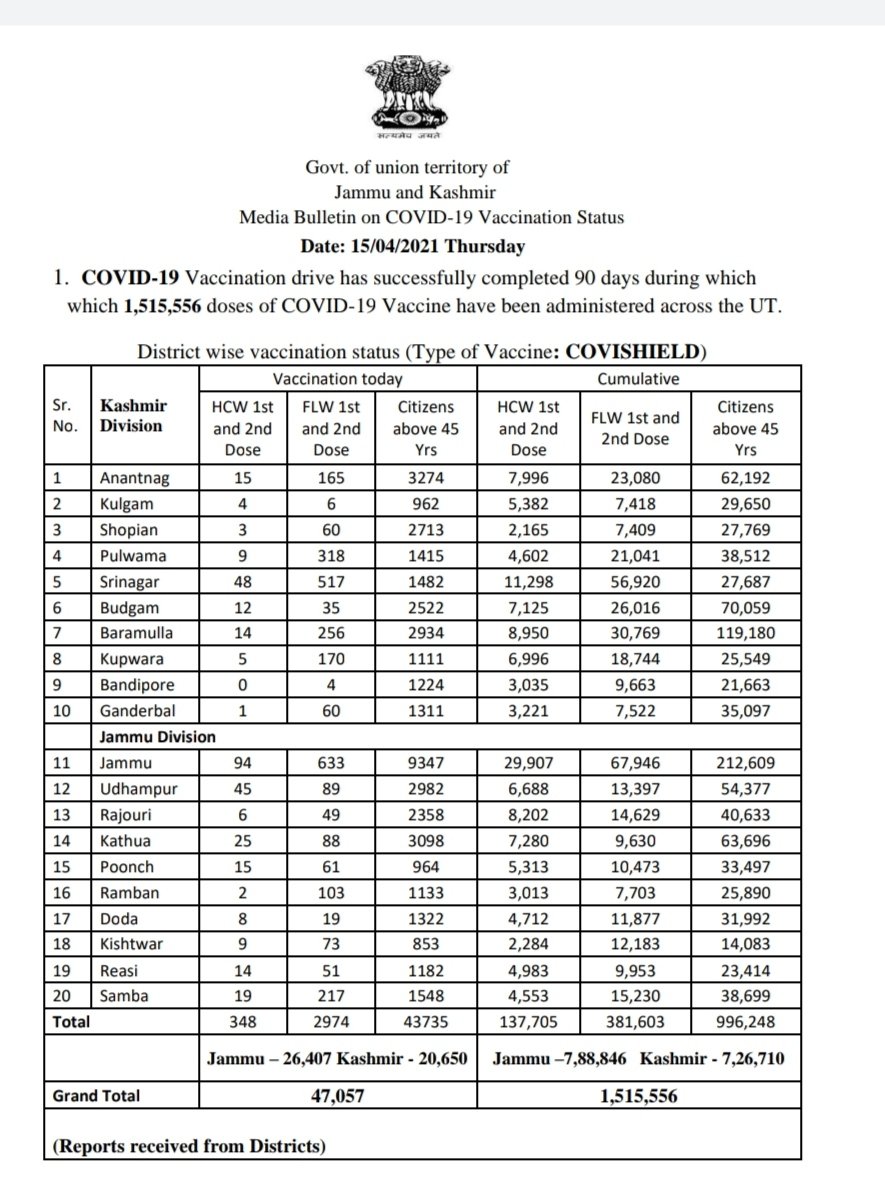 सत्यमेव जयते
Govt. of union territory of
Jammu and Kashmir
Media Bulletin on COVID-19 Vaccination Status
Date: 15/04/2021 Thursday
1. COVID-19 Vaccination drive has successfully completed 90 days during which
which 1,515,556 doses of COVID-19 Vaccine have been administered across the UT.
District wise vaccination status (Type of Vaccine: COVISHIELD)
Sr. No. Kashmir Division Vaccination today Cumulative
HCW 1st and 2nd Dose FLW 1st and 2nd Dose Citizens above 45 Yrs HCW 1st and 2nd Dose FLW 1st and 2nd Dose Citizens above 45 Yrs
1 Anantnag 15 165 3274 7,996 23,080 62,192
2 Kulgam 4 6 962 5,382 7,418 29,650
3 Shopian 3 60 2713 2,165 7,409 27,769
4 Pulwama 9 318 1415 4,602 21,041 38,512
5 Srinagar 48 517 1482 11,298 56,920 27,687
6 Budgam 12 35 2522 7,125 26,016 70,059
7 Baramulla 14 256 2934 8,950 30,769 119,180
8 Kupwara 5 170 1111 6,996 18,744 25,549
9 Bandipore 0 4 1224 3,035 9,663 21,663
10 Ganderbal 1 60 1311 3,221 7,522 35,097
Jammu Division
11 Jammu 94 633 9347 29,907 67,946 212,609
12 Udhampur 45 89 2982 6,688 13,397 54,377
13 Rajouri 6 49 2358 8,202 14,629 40,633
14 Kathua 25 88 3098 7,280 9,630 63,696
15 Poonch 15 61 964 5,313 10,473 33,497
16 Ramban 2 103 1133 3,013 7,703 25,890
17 Doda 8 19 1322 4,712 11,877 31,992
18 Kishtwar 9 73 853 2,284 12,183 14,083
19 Reasi 14 51 1182 4,983 9,953 23,414
20 Samba 19 217 1548 4,553 15,230 38,699
Total 348 2974 43735 137,705 381,603 996,248
Jammu – 26,407 Kashmir - 20,650 Jammu –7,88,846 Kashmir - 7,26,710
Grand Total 47,057 1,515,556
(Reports received from Districts)